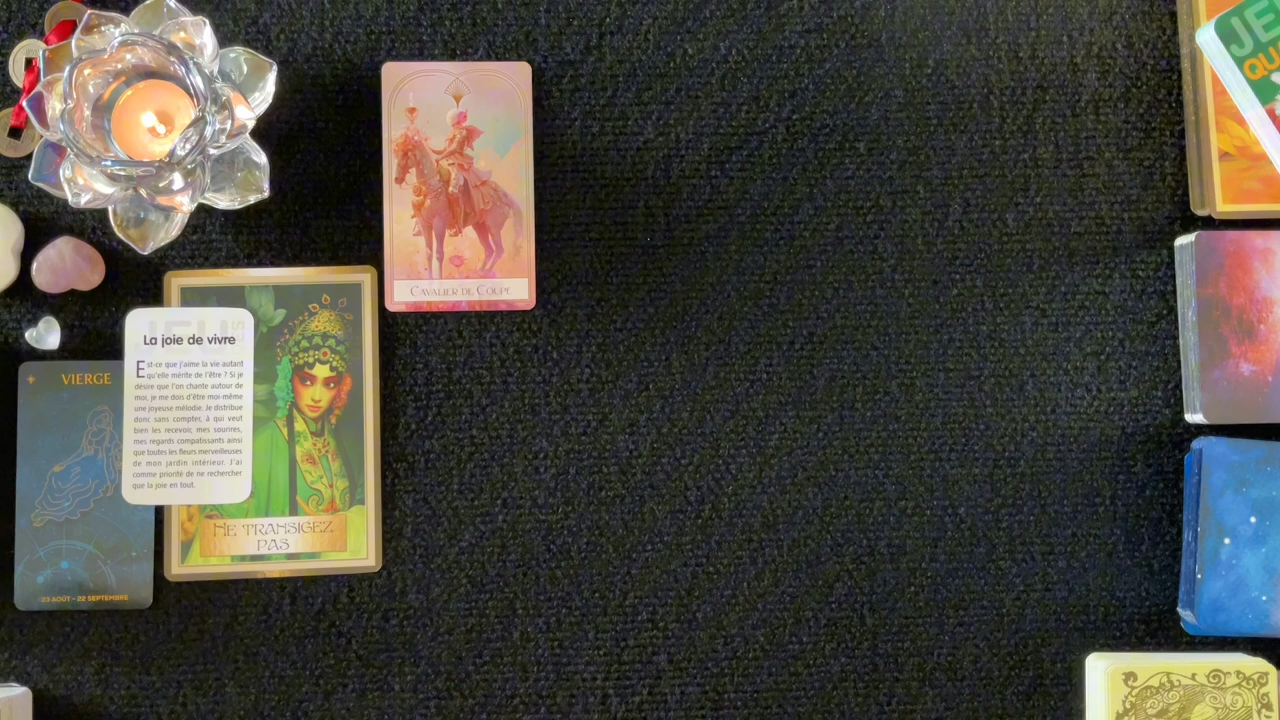 CAVALIER DE COUPE
La joie de vivre
Est-ce que j'aime la vie autant
qu'elle mérite de l'être ? Si je
désire que l'on chante autour de
moi, je me dois d'être moi-même
une joyeuse mélodie. Je distribue
donc sans compter, à qui veut
bien les recevoir, mes sourires,
mes regards compatissants ainsi
que toutes les fleurs merveilleuses
de mon jardin intérieur. J'ai
comme priorité de ne rechercher
que la joie en tout.
VIERGE
23 AOÛT - 22 SEPTEMBRE
NE TRANSIGEZ
PAS
JE
QU